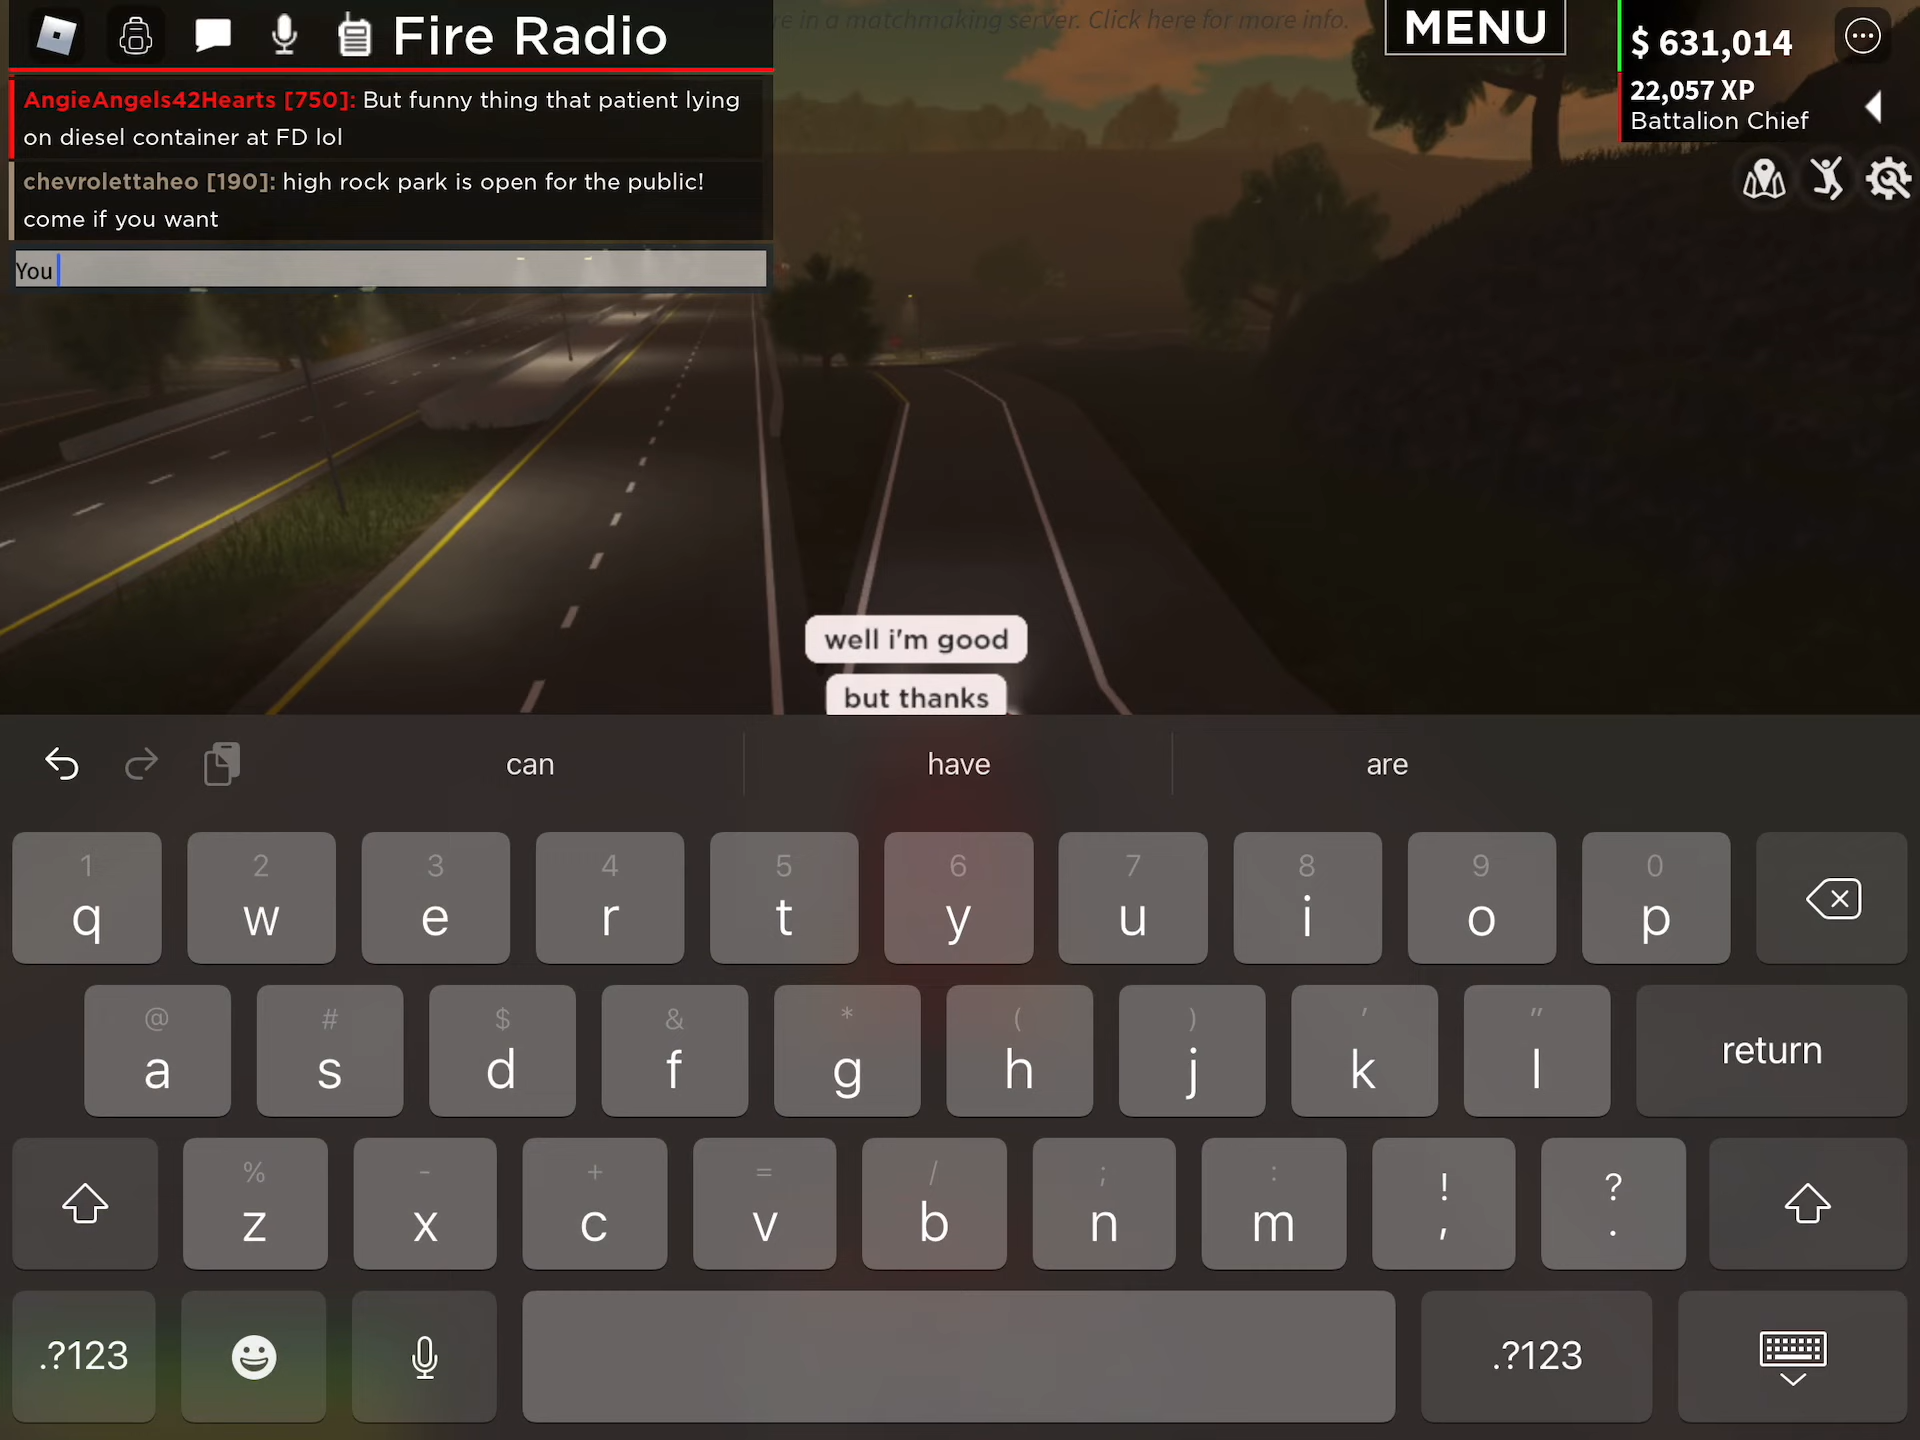 Fire Radio
re in a matchmaking server. Click here for more info.
MENU
$ 631,014
22,057 XP
Battalion Chief
AngieAngels42Hearts [750]: But funny thing that patient lying
on diesel container at FD lol
chevrolettaheo [190]: high rock park is open for the public!
come if you want
You
well i'm good
but thanks
can have are
1 2 3 4 5 6 7 8 9 0
q w e r t y u i o p
@ # $ & * ( ) ' "
a s d f g h j k l return
% - + = / ; : ! ?
z x c v b n m , .
.?123 .?123